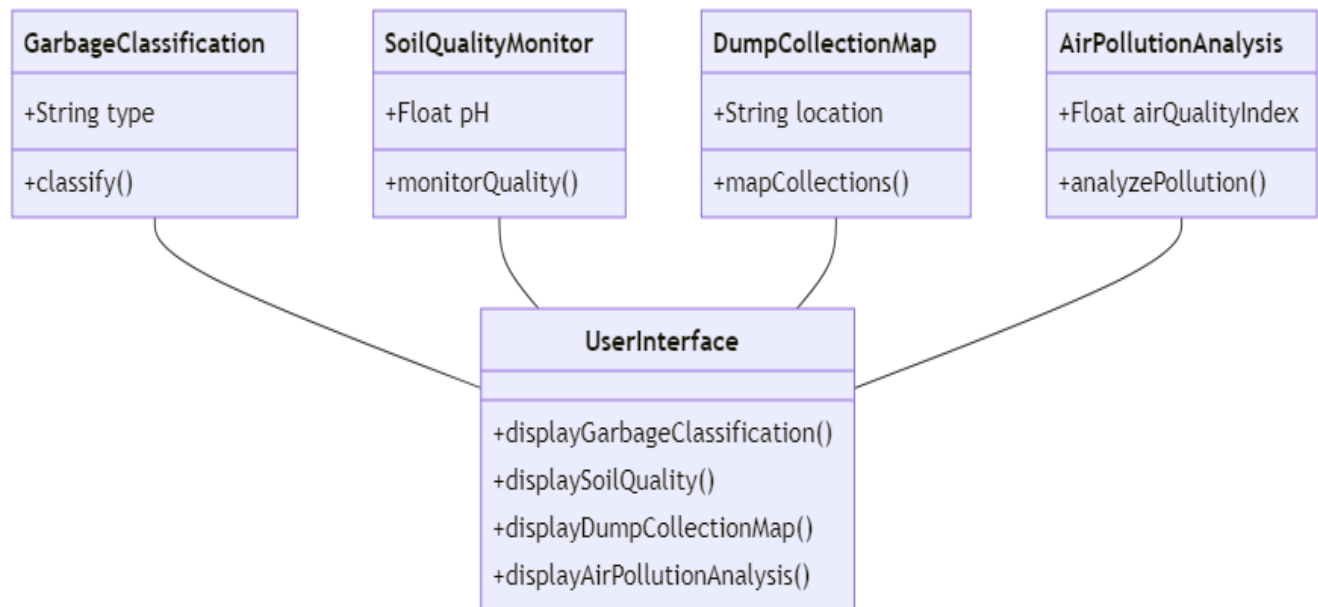 GarbageClassification
+String type
+classify()
SoilQualityMonitor
+Float pH
+monitorQuality()
DumpCollectionMap
+String location
+mapCollections()
AirPollutionAnalysis
+Float airQualityIndex
+analyzePollution()
UserInterface
+displayGarbageClassification()
+displaySoilQuality()
+displayDumpCollectionMap()
+displayAirPollutionAnalysis()